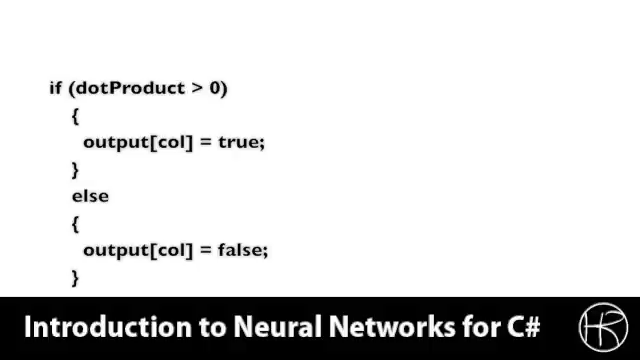 if (dotProduct > 0)
{
output[col] = true;
}
else
{
output[col] = false;
}
Introduction to Neural Networks for C#